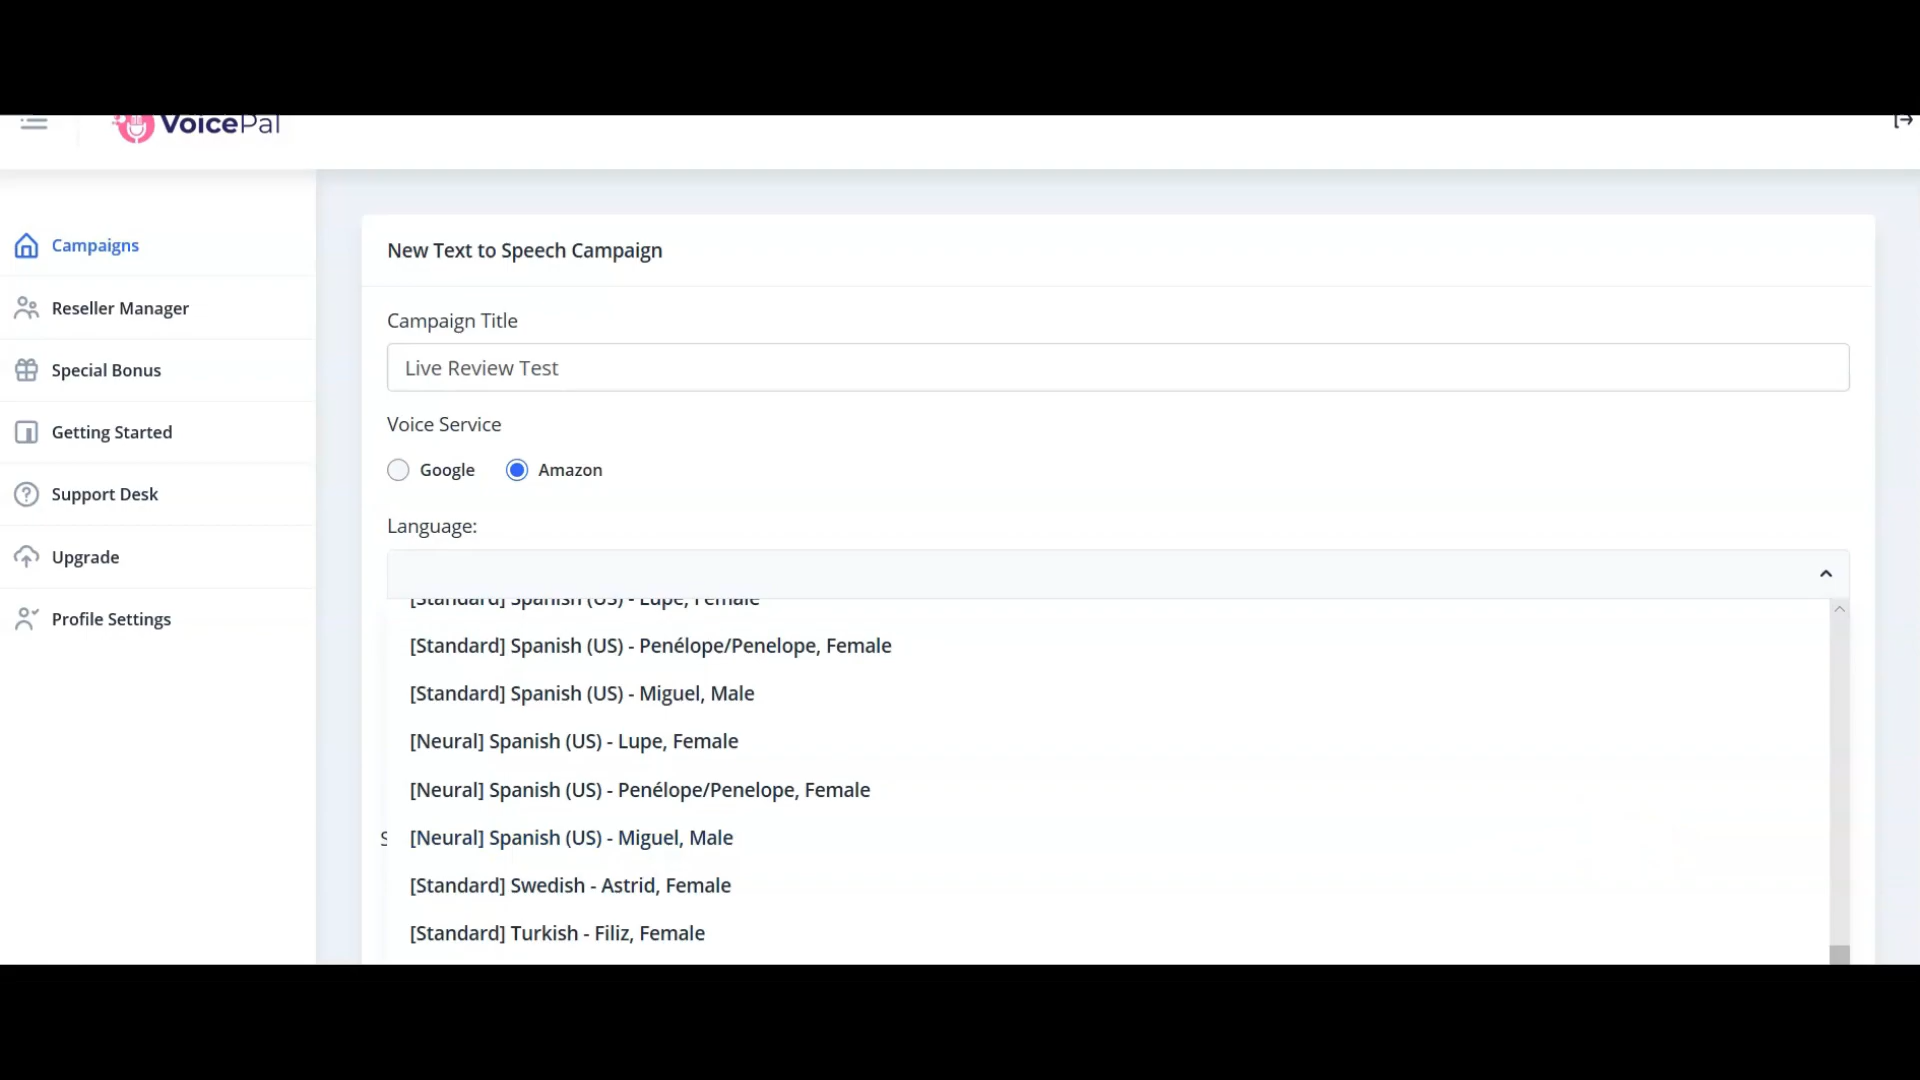 VoicePal
Campaigns
Reseller Manager
Special Bonus
Getting Started
Support Desk
Upgrade
Profile Settings
New Text to Speech Campaign
Campaign Title
Live Review Test
Voice Service
Google
Amazon
Language:
[Standard] Spanish (US) - Lupe, Female
[Standard] Spanish (US) - Penélope/Penelope, Female
[Standard] Spanish (US) - Miguel, Male
[Neural] Spanish (US) - Lupe, Female
[Neural] Spanish (US) - Penélope/Penelope, Female
[Neural] Spanish (US) - Miguel, Male
[Standard] Swedish - Astrid, Female
[Standard] Turkish - Filiz, Female